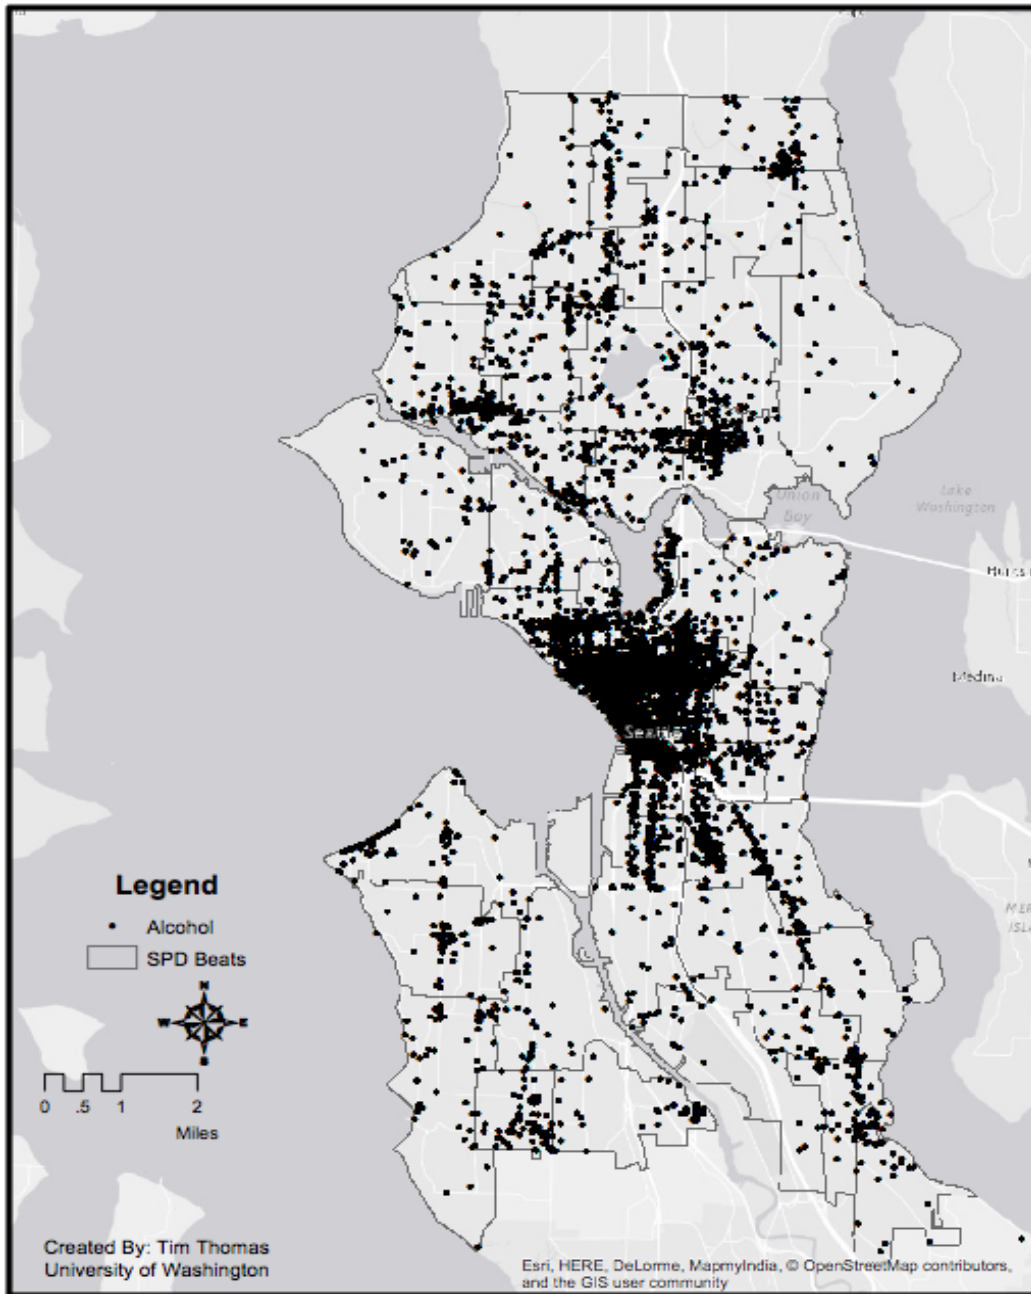 Union
Bay
Lake
Washington
Medina
Seattle
Legend
Alcohol
SPD Beats
N
W
E
S
0 .5 1 2
Miles
Created By: Tim Thomas
University of Washington
Esri, HERE, DeLorme, MapmyIndia, © OpenStreetMap contributors,
and the GIS user community